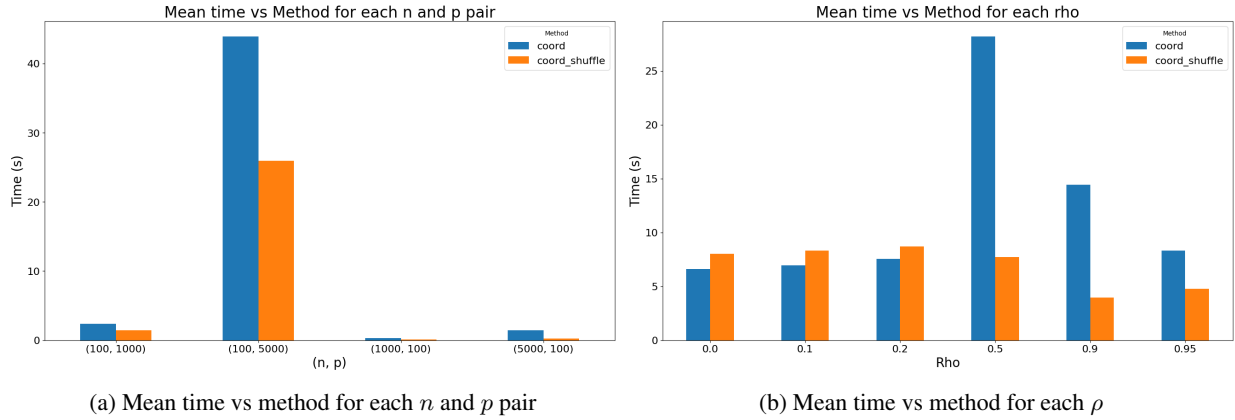 Mean time vs Method for each n and p pair
Method
coord
coord_shuffle
Time (s)
40
30
20
10
0
(100, 1000)
(100, 5000)
(1000, 100)
(5000, 100)
(n, p)
(a) Mean time vs method for each n and p pair
Mean time vs Method for each rho
Method
coord
coord_shuffle
Time (s)
25
20
15
10
5
0
0.0
0.1
0.2
0.5
0.9
0.95
Rho
(b) Mean time vs method for each ρ